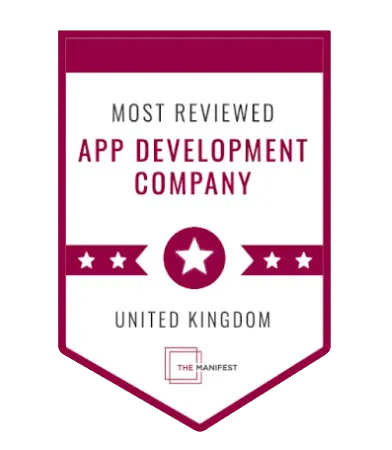 MOST REVIEWED
APP DEVELOPMENT
COMPANY
UNITED KINGDOM
THE MANIFEST